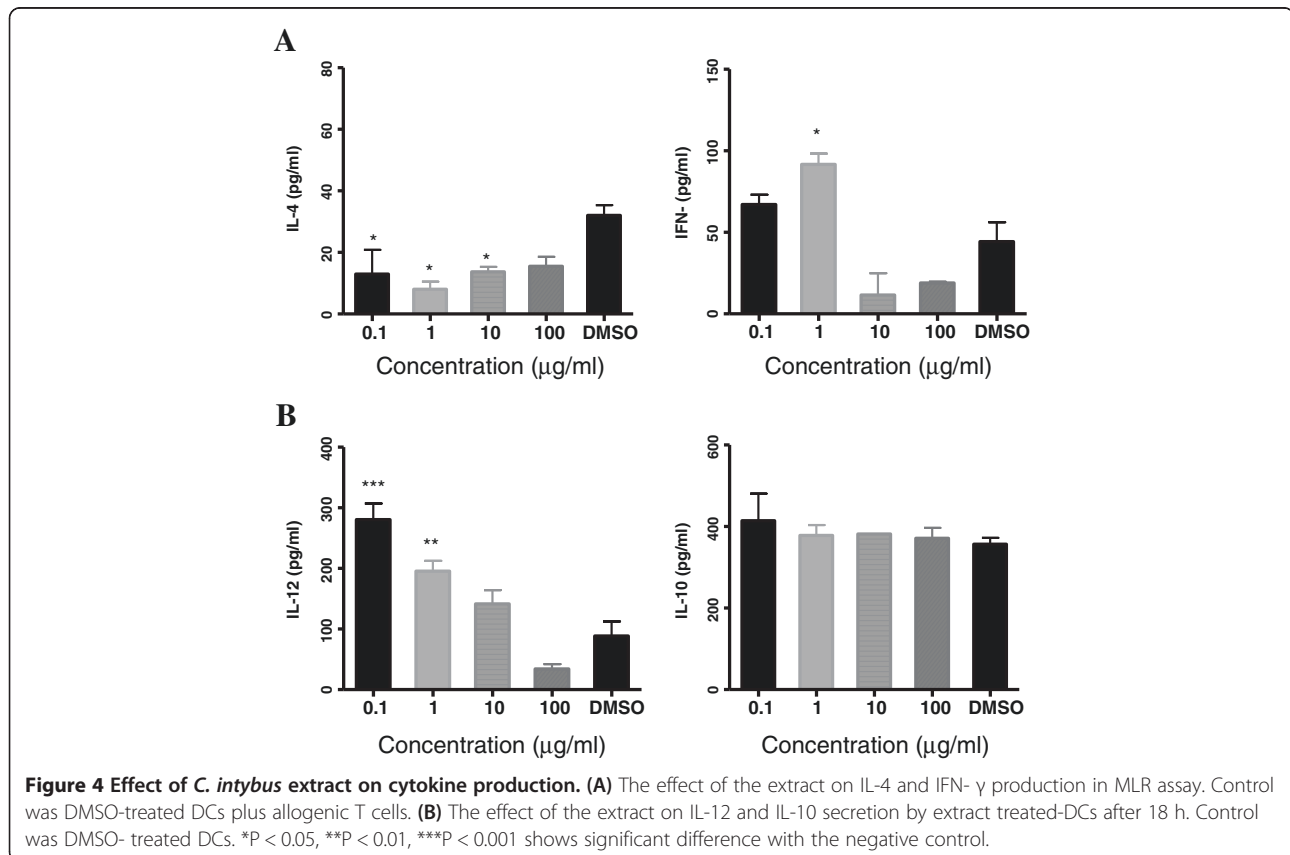 A
80
60
40
20
0
IL-4 (pg/ml)
*
*
*
0.1 1 10 100 DMSO
Concentration (μg/ml)
150
100
50
0
IFN- (pg/ml)
*
0.1 1 10 100 DMSO
Concentration (μg/ml)
B
400
300
200
100
0
IL-12 (pg/ml)
***
**
0.1 1 10 100 DMSO
Concentration (μg/ml)
600
400
200
0
IL-10 (pg/ml)
0.1 1 10 100 DMSO
Concentration (μg/ml)
Figure 4 Effect of C. intybus extract on cytokine production. (A) The effect of the extract on IL-4 and IFN- γ production in MLR assay. Control
was DMSO-treated DCs plus allogenic T cells. (B) The effect of the extract on IL-12 and IL-10 secretion by extract treated-DCs after 18 h. Control
was DMSO- treated DCs. *P < 0.05, **P < 0.01, ***P < 0.001 shows significant difference with the negative control.